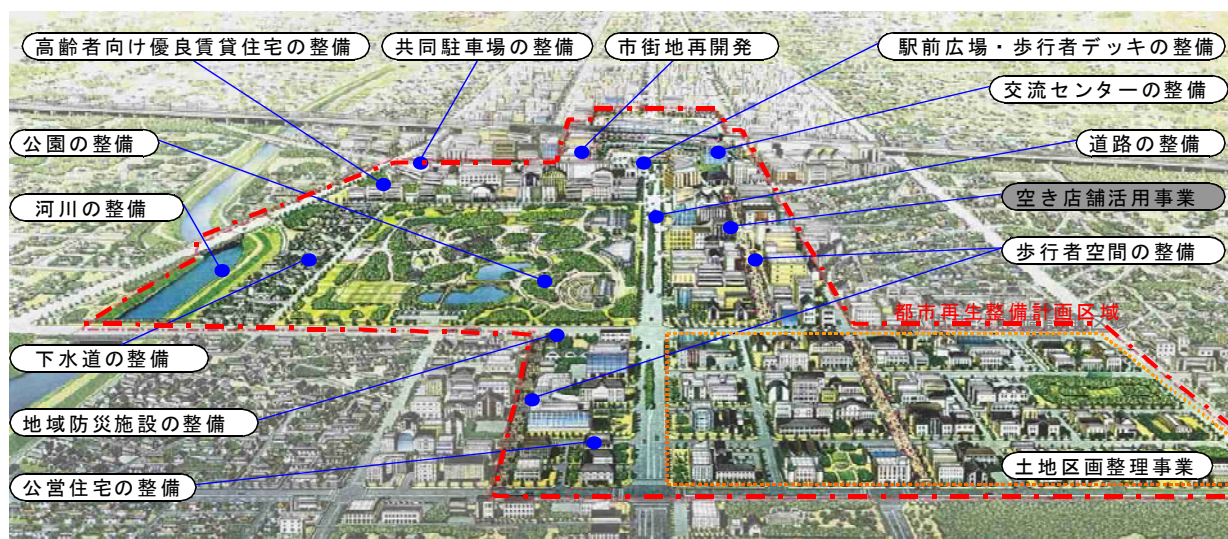 高齢者向け優良賃貸住宅の整備
共同駐車場の整備
市街地再開発
駅前広場・歩行者デッキの整備
交流センターの整備
公園の整備
道路の整備
河川の整備
空き店舗活用事業
歩行者空間の整備
都市再生整備計画区域
下水道の整備
地域防災施設の整備
土地区画整理事業
公営住宅の整備